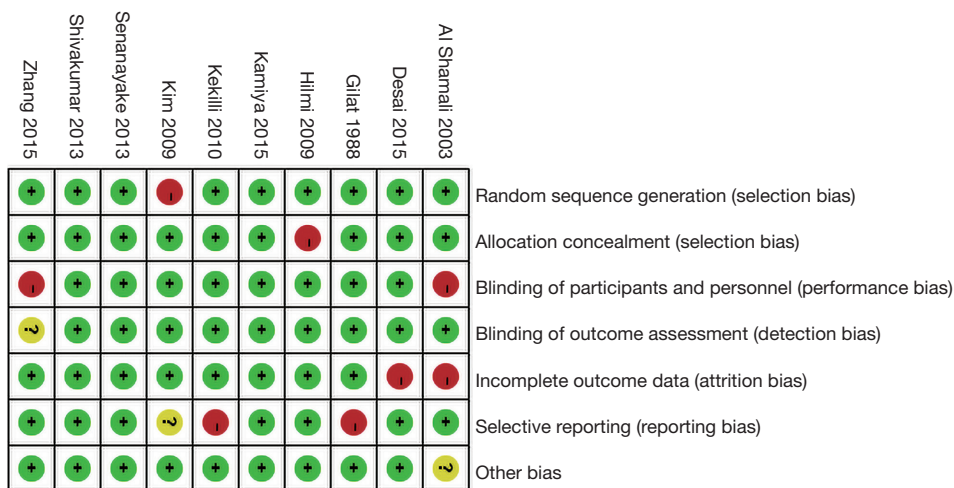 Zhang 2015
Shivakumar 2013
Senanayake 2013
Kim 2009
Kekilli 2010
Kamiya 2015
Hilmi 2009
Gilat 1988
Desai 2015
Al Shamali 2003
+ + + - + + + + + + Random sequence generation (selection bias)
+ + + + + + - + + + Allocation concealment (selection bias)
- + + + + + + + + - Blinding of participants and personnel (performance bias)
? + + + + + + + + + Blinding of outcome assessment (detection bias)
+ + + + + + + + - - Incomplete outcome data (attrition bias)
+ + + ? - + + - + + Selective reporting (reporting bias)
+ + + + + + + + + ? Other bias